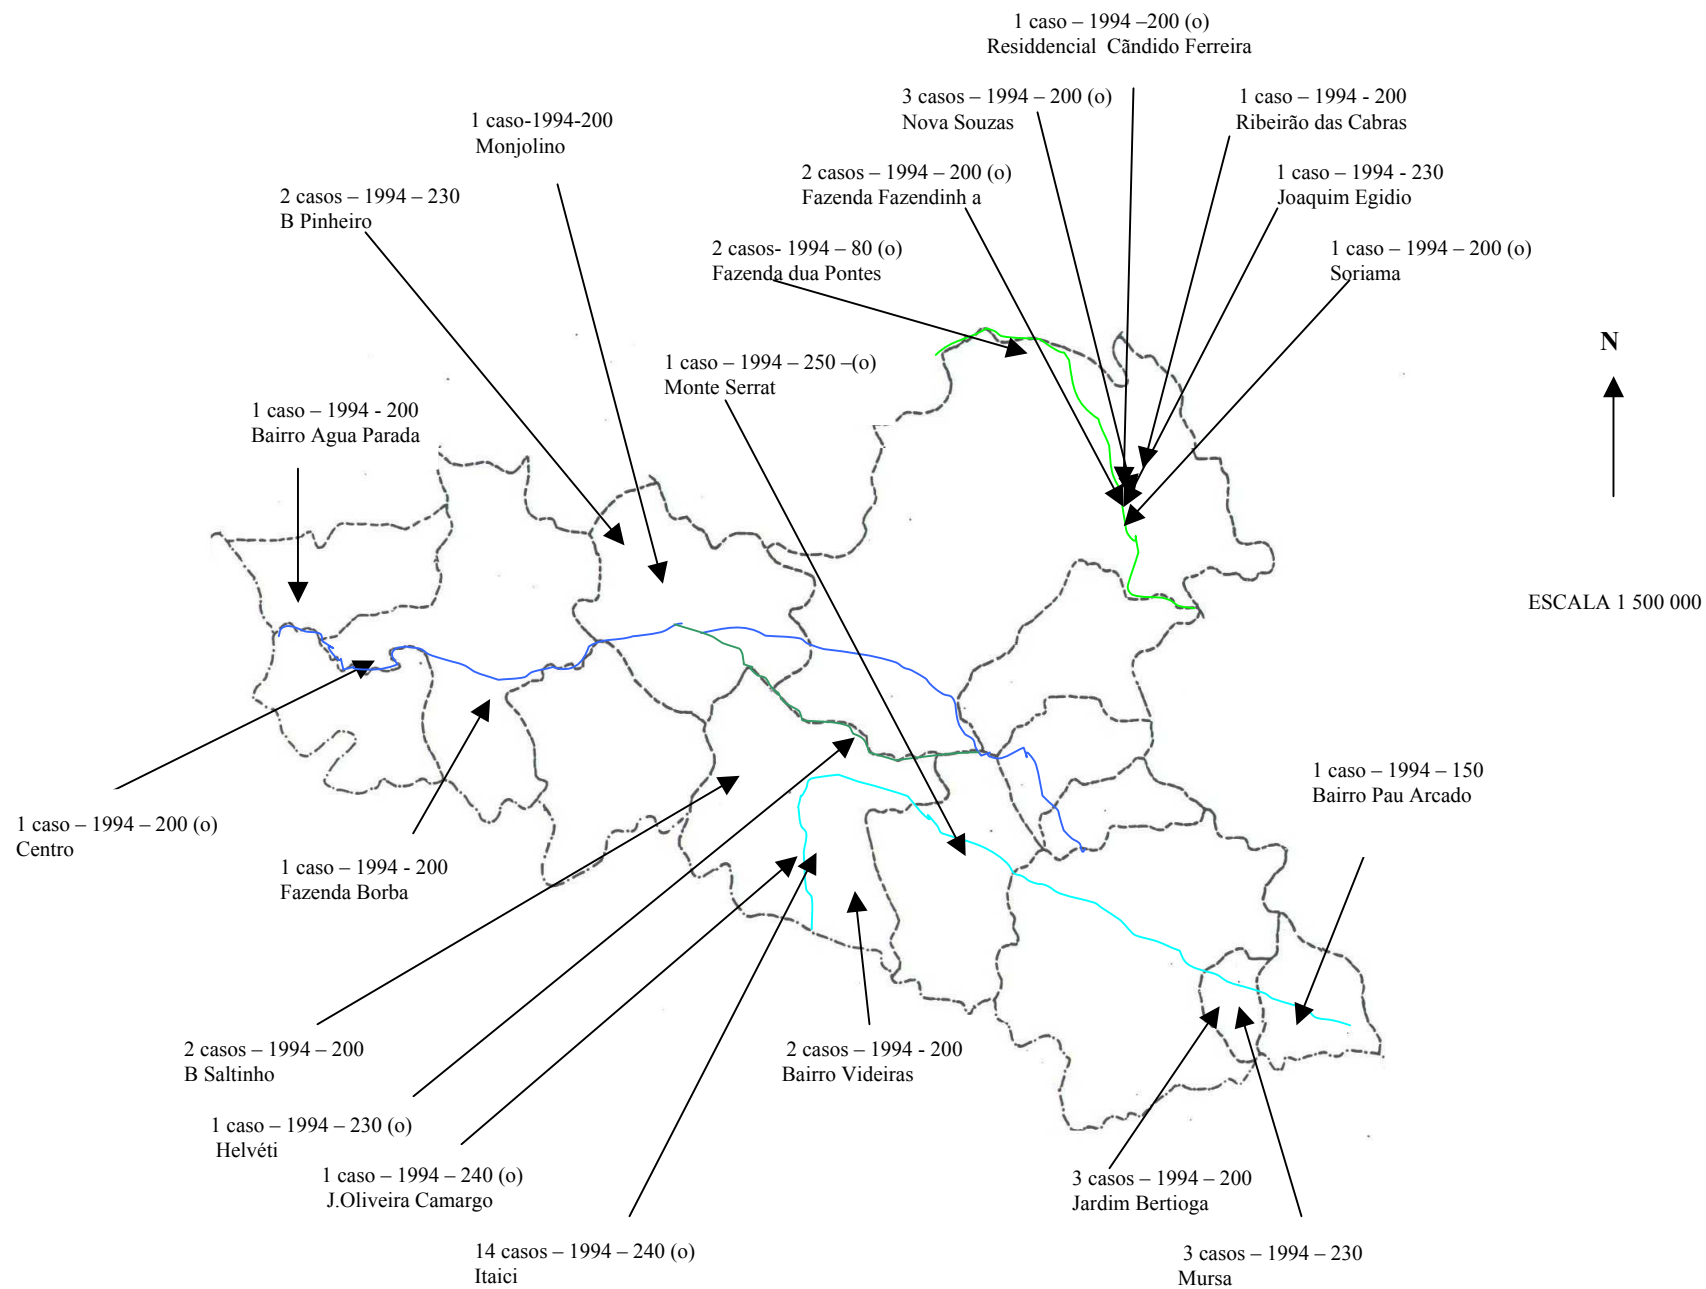 1 caso – 1994 –200 (o)
Residdencial Cãndido Ferreira
3 casos – 1994 – 200 (o)
Nova Souzas
1 caso – 1994 - 200
Ribeirão das Cabras
1 caso-1994-200
Monjolino
2 casos – 1994 – 200 (o)
Fazenda Fazendinh a
1 caso – 1994 - 230
Joaquim Egidio
2 casos – 1994 – 230
B Pinheiro
2 casos- 1994 – 80 (o)
Fazenda dua Pontes
1 caso – 1994 – 200 (o)
Soriama
N
1 caso – 1994 – 250 –(o)
Monte Serrat
1 caso – 1994 - 200
Bairro Agua Parada
ESCALA 1 500 000
1 caso – 1994 – 150
Bairro Pau Arcado
1 caso – 1994 – 200 (o)
Centro
1 caso – 1994 - 200
Fazenda Borba
2 casos – 1994 – 200
B Saltinho
2 casos – 1994 - 200
Bairro Videiras
1 caso – 1994 – 230 (o)
Helvéti
1 caso – 1994 – 240 (o)
J.Oliveira Camargo
3 casos – 1994 – 200
Jardim Bertioga
14 casos – 1994 – 240 (o)
Itaici
3 casos – 1994 – 230
Mursa